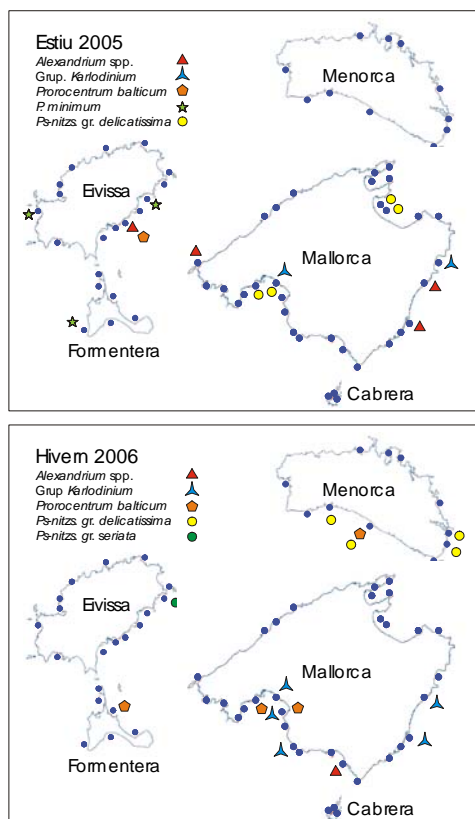 Estiu 2005
Alexandrium spp.
Grup. Karlodinium
Prorocentrum balticum
P. minimum
Ps-nitzs. gr. delicatissima
Menorca
Eivissa
Mallorca
Formentera
Cabrera
Hivern 2006
Alexandrium spp.
Grup Karlodinium
Prorocentrum balticum
Ps-nitzs. gr. delicatissima
Ps-nitzs. gr. seriata
Menorca
Eivissa
Mallorca
Formentera
Cabrera